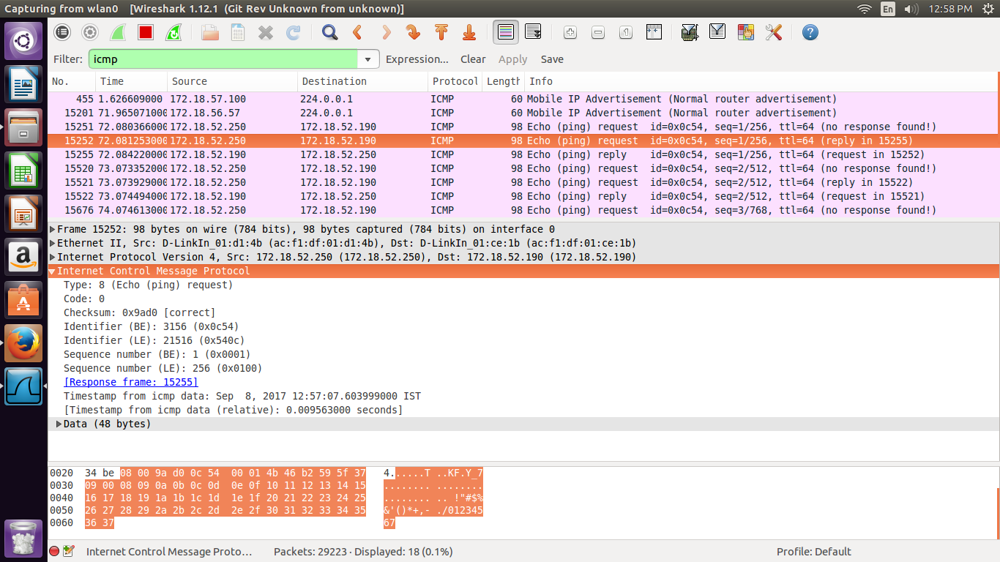 Capturing from wlan0   [Wireshark 1.12.1  (Git Rev Unknown from unknown)]
En
12:58 PM
Filter: icmp Expression... Clear Apply Save
No. Time Source Destination Protocol Length Info
455 1.626609000 172.18.57.100 224.0.0.1 ICMP 60 Mobile IP Advertisement (Normal router advertisement)
15201 71.965071000 172.18.56.57 224.0.0.1 ICMP 60 Mobile IP Advertisement (Normal router advertisement)
15251 72.080366000 172.18.52.250 172.18.52.190 ICMP 98 Echo (ping) request  id=0x0c54, seq=1/256, ttl=64 (no response found!)
15252 72.081253000 172.18.52.250 172.18.52.190 ICMP 98 Echo (ping) request  id=0x0c54, seq=1/256, ttl=64 (reply in 15255)
15255 72.084220000 172.18.52.190 172.18.52.250 ICMP 98 Echo (ping) reply    id=0x0c54, seq=1/256, ttl=64 (request in 15252)
15520 73.073352000 172.18.52.250 172.18.52.190 ICMP 98 Echo (ping) request  id=0x0c54, seq=2/512, ttl=64 (no response found!)
15521 73.073929000 172.18.52.250 172.18.52.190 ICMP 98 Echo (ping) request  id=0x0c54, seq=2/512, ttl=64 (reply in 15522)
15522 73.074494000 172.18.52.190 172.18.52.250 ICMP 98 Echo (ping) reply    id=0x0c54, seq=2/512, ttl=64 (request in 15521)
15676 74.074613000 172.18.52.250 172.18.52.190 ICMP 98 Echo (ping) request  id=0x0c54, seq=3/768, ttl=64 (no response found!)
Frame 15252: 98 bytes on wire (784 bits), 98 bytes captured (784 bits) on interface 0
Ethernet II, Src: D-LinkIn_01:d1:4b (ac:f1:df:01:d1:4b), Dst: D-LinkIn_01:ce:1b (ac:f1:df:01:ce:1b)
Internet Protocol Version 4, Src: 172.18.52.250 (172.18.52.250), Dst: 172.18.52.190 (172.18.52.190)
Internet Control Message Protocol
Type: 8 (Echo (ping) request)
Code: 0
Checksum: 0x9ad0 [correct]
Identifier (BE): 3156 (0x0c54)
Identifier (LE): 21516 (0x540c)
Sequence number (BE): 1 (0x0001)
Sequence number (LE): 256 (0x0100)
[Response frame: 15255]
Timestamp from icmp data: Sep  8, 2017 12:57:07.603999000 IST
[Timestamp from icmp data (relative): 0.009563000 seconds]
Data (48 bytes)
0020 34 be 08 00 9a d0 0c 54  00 01 4b 46 b2 59 5f 37 4......T ..KF.Y_7
0030 09 00 08 09 0a 0b 0c 0d  0e 0f 10 11 12 13 14 15 ........ ........
0040 16 17 18 19 1a 1b 1c 1d  1e 1f 20 21 22 23 24 25 ........ .. !"#$%
0050 26 27 28 29 2a 2b 2c 2d  2e 2f 30 31 32 33 34 35 &'()*+,- ./012345
0060 36 37 67
Internet Control Message Proto... Packets: 29223 · Displayed: 18 (0.1%) Profile: Default